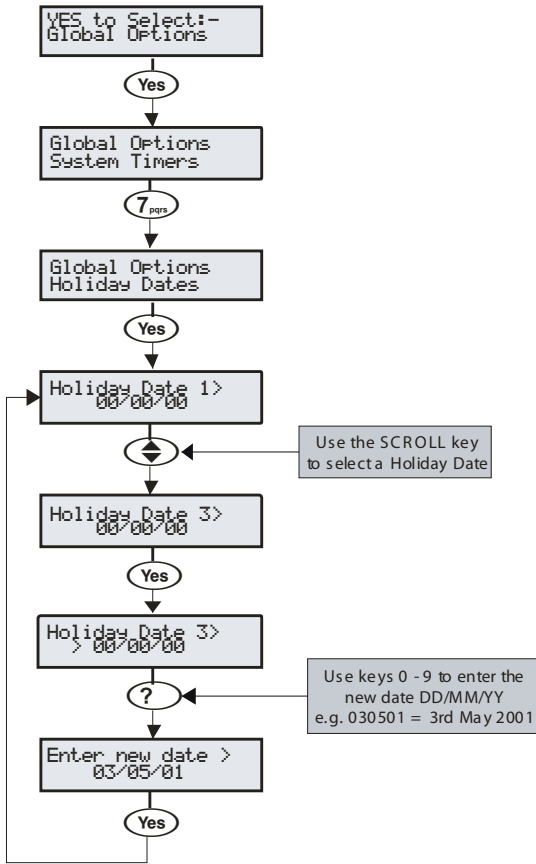 YES to Select:-
Global Options
Yes
Global Options
System Timers
7pqrs
Global Options
Holiday Dates
Yes
Holiday Date 1>
00/00/00
Use the SCROLL key
to select a Holiday Date
Holiday Date 3>
00/00/00
Yes
Holiday Date 3>
> 00/00/00
?
Use keys 0 - 9 to enter the
new date DD/MM/YY
e.g. 030501 = 3rd May 2001
Enter new date >
03/05/01
Yes